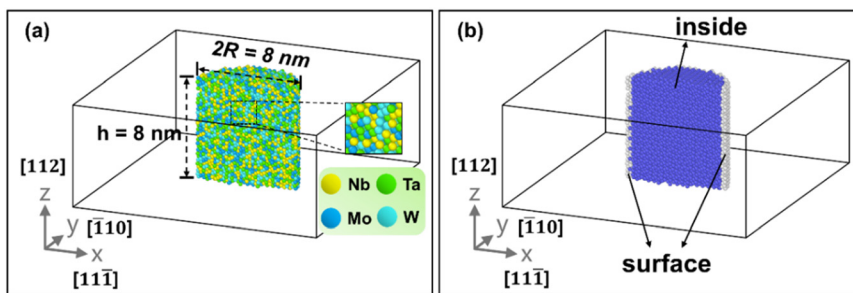 (a)
2R = 8 nm
h = 8 nm
Nb
Ta
Mo
W
[112]
z
y
[1̄10]
x
[111̄]
(b)
inside
[112]
z
y
[1̄10]
x
[111̄]
surface